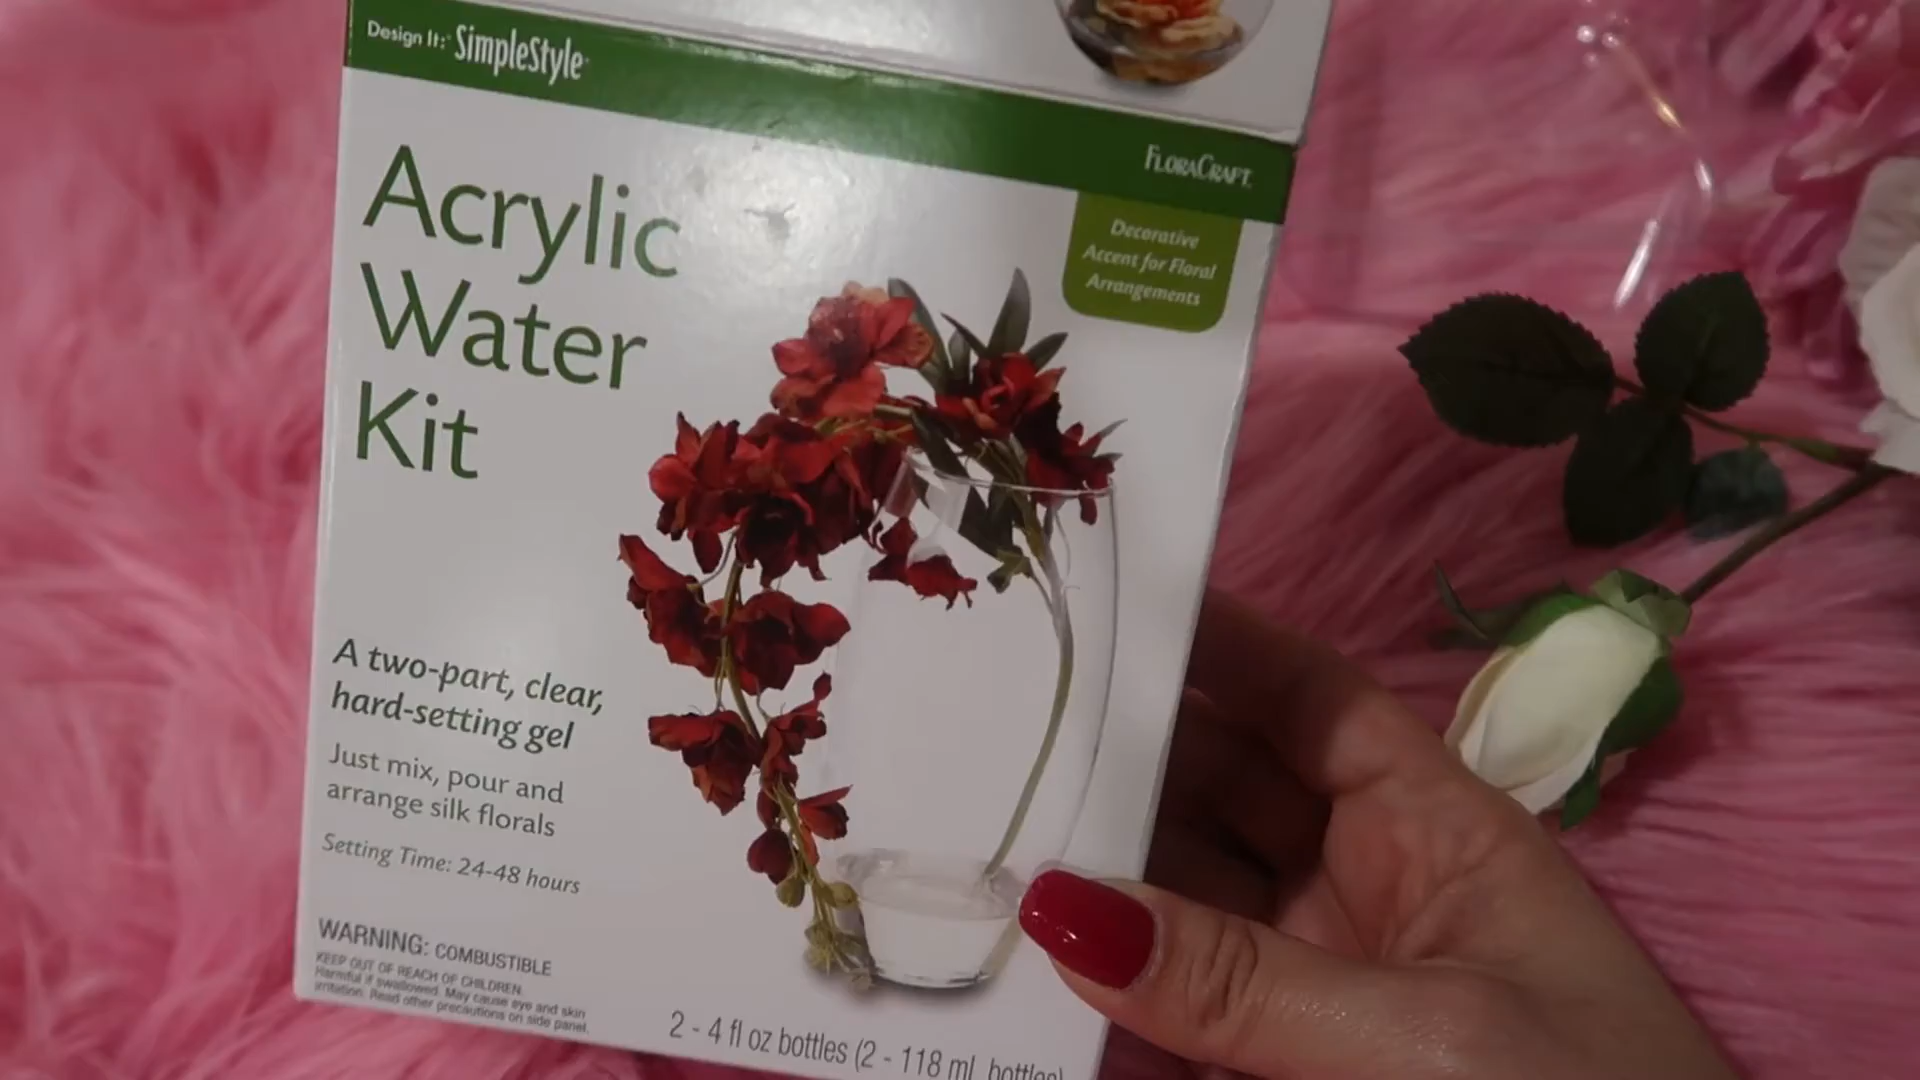 Design It: SimpleStyle
FLORACRAFT
Decorative
Accent for Floral
Arrangements
Acrylic
Water
Kit
A two-part, clear,
hard-setting gel
Just mix, pour and
arrange silk florals
Setting Time: 24-48 hours
WARNING: COMBUSTIBLE
KEEP OUT OF REACH OF CHILDREN.
Harmful if swallowed. May cause eye and skin
irritation. Read other precautions on side panel.
2 - 4 fl oz bottles (2 - 118 ml bottles)